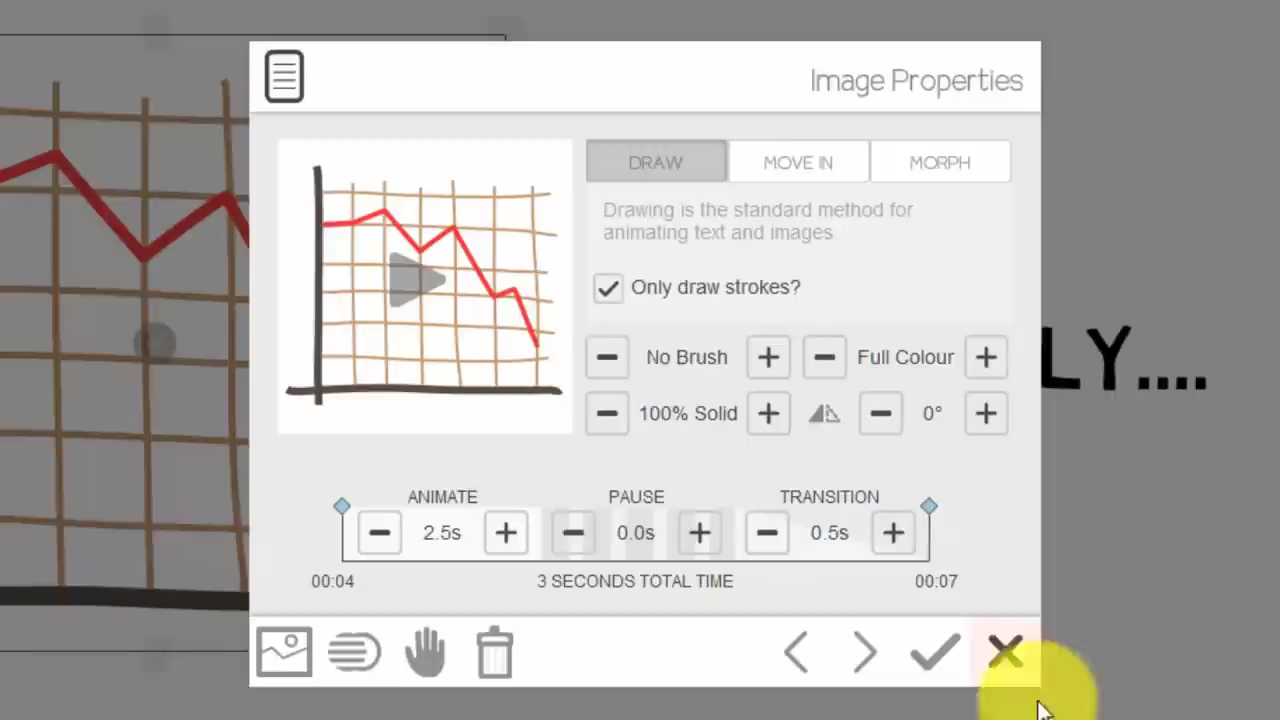 Image Properties
DRAW MOVE IN MORPH
Drawing is the standard method for
animating text and images
Only draw strokes?
No Brush Full Colour
100% Solid 0°
LY....
ANIMATE PAUSE TRANSITION
2.5s 0.0s 0.5s
00:04 3 SECONDS TOTAL TIME 00:07